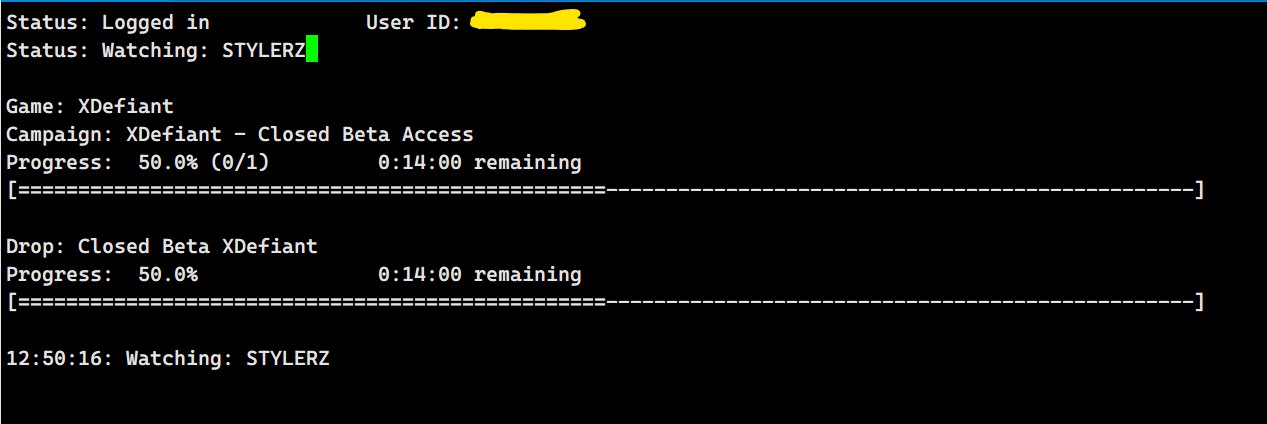 Status: Logged in User ID:
Status: Watching: STYLERZ
Game: XDefiant
Campaign: XDefiant - Closed Beta Access
Progress: 50.0% (0/1) 0:14:00 remaining
[=================================================-------------------------------------------------]
Drop: Closed Beta XDefiant
Progress: 50.0% 0:14:00 remaining
[=================================================-------------------------------------------------]
12:50:16: Watching: STYLERZ